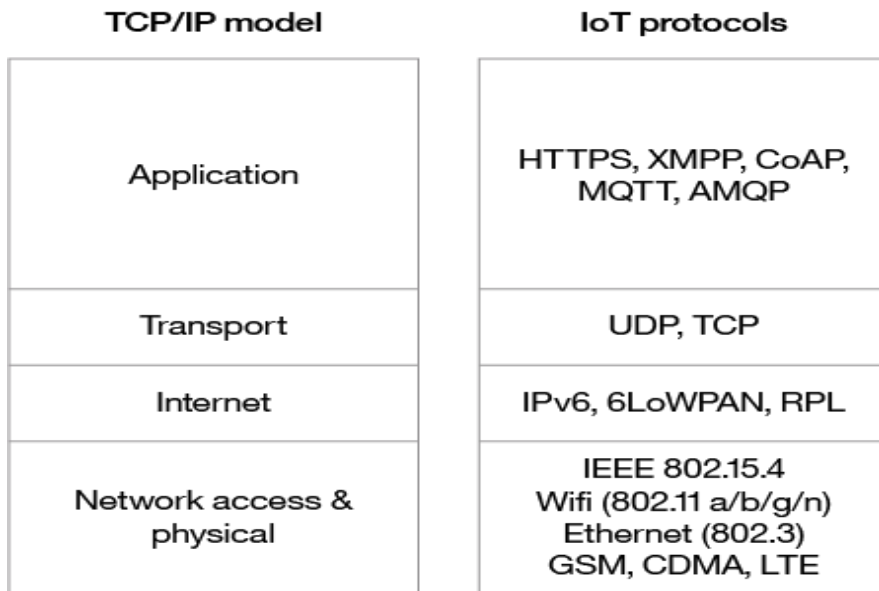 TCP/IP model
IoT protocols
Application
HTTPS, XMPP, CoAP,
MQTT, AMQP
Transport
UDP, TCP
Internet
IPv6, 6LoWPAN, RPL
Network access &
physical
IEEE 802.15.4
Wifi (802.11 a/b/g/n)
Ethernet (802.3)
GSM, CDMA, LTE